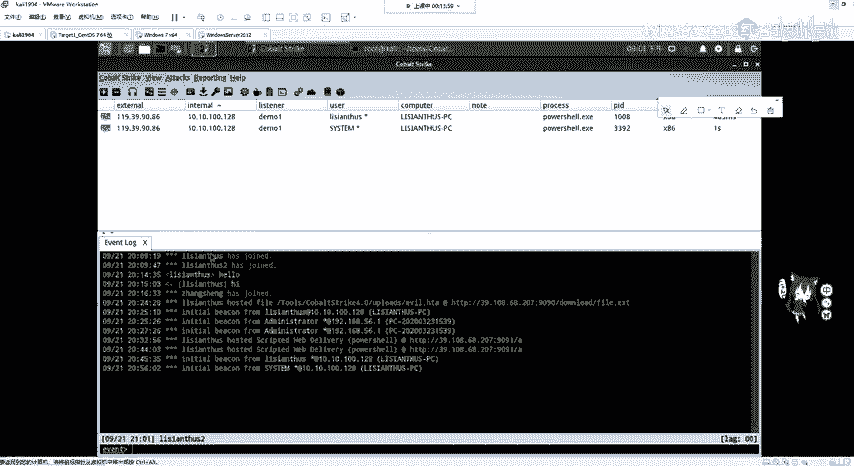 kali1904 - VMware Workstation
上课中 00:11:59
文件(F) 编辑(E) 查看(V) 虚拟机(M) 选项卡(T) 帮助(H)
kali1904
Target1_CentOS 7 64 位
Windows 7 x64
WindowsServer2012
Cobalt Strike
Cobalt Strike View Attacks Reporting Help
external internal listener user computer note process pid
119.39.90.86 10.10.100.128 demo1 lisianthus * LISIANTHUS-PC powershell.exe 1008 x86
119.39.90.86 10.10.100.128 demo1 SYSTEM * LISIANTHUS-PC powershell.exe 3392 x86 1s
Event Log X
09/21 20:09:19 *** lisianthus has joined.
09/21 20:09:47 *** lisianthus2 has joined.
09/21 20:14:35 <lisianthus> hello
09/21 20:15:03 <lisianthus> hi
09/21 20:16:33 *** zhangsheng has joined.
09/21 20:24:20 *** lisianthus hosted file /Tools/CobaltStrike4.0/uploads/evil.hta @ http://39.108.68.207:9090/download/file.ext
09/21 20:25:10 *** initial beacon from lisianthus@10.10.100.128 (LISIANTHUS-PC)
09/21 20:25:26 *** initial beacon from Administrator *@192.168.56.1 (PC-202003231539)
09/21 20:27:26 *** initial beacon from Administrator *@192.168.56.1 (PC-202003231539)
09/21 20:32:56 *** lisianthus hosted Scripted Web Delivery (powershell) @ http://39.108.68.207:9091/a
09/21 20:44:03 *** lisianthus hosted Scripted Web Delivery (powershell) @ http://39.108.68.207:9091/a
09/21 20:45:35 *** initial beacon from lisianthus *@10.10.100.128 (LISIANTHUS-PC)
09/21 20:56:02 *** initial beacon from SYSTEM *@10.10.100.128 (LISIANTHUS-PC)
[09/21 21:01] lisianthus2 [lag: 00]
event>